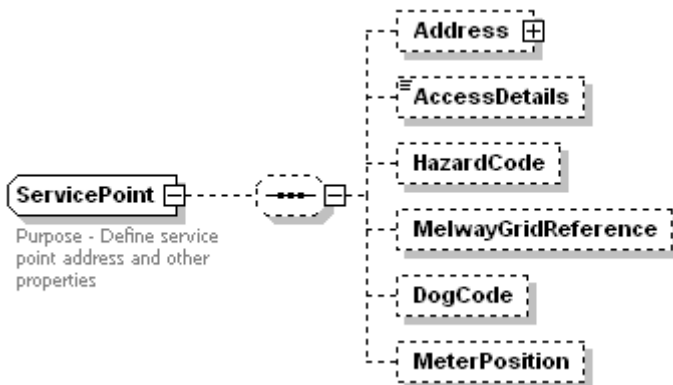 Address
AccessDetails
HazardCode
ServicePoint
MelwayGridReference
Purpose - Define service
point address and other
properties
DogCode
MeterPosition